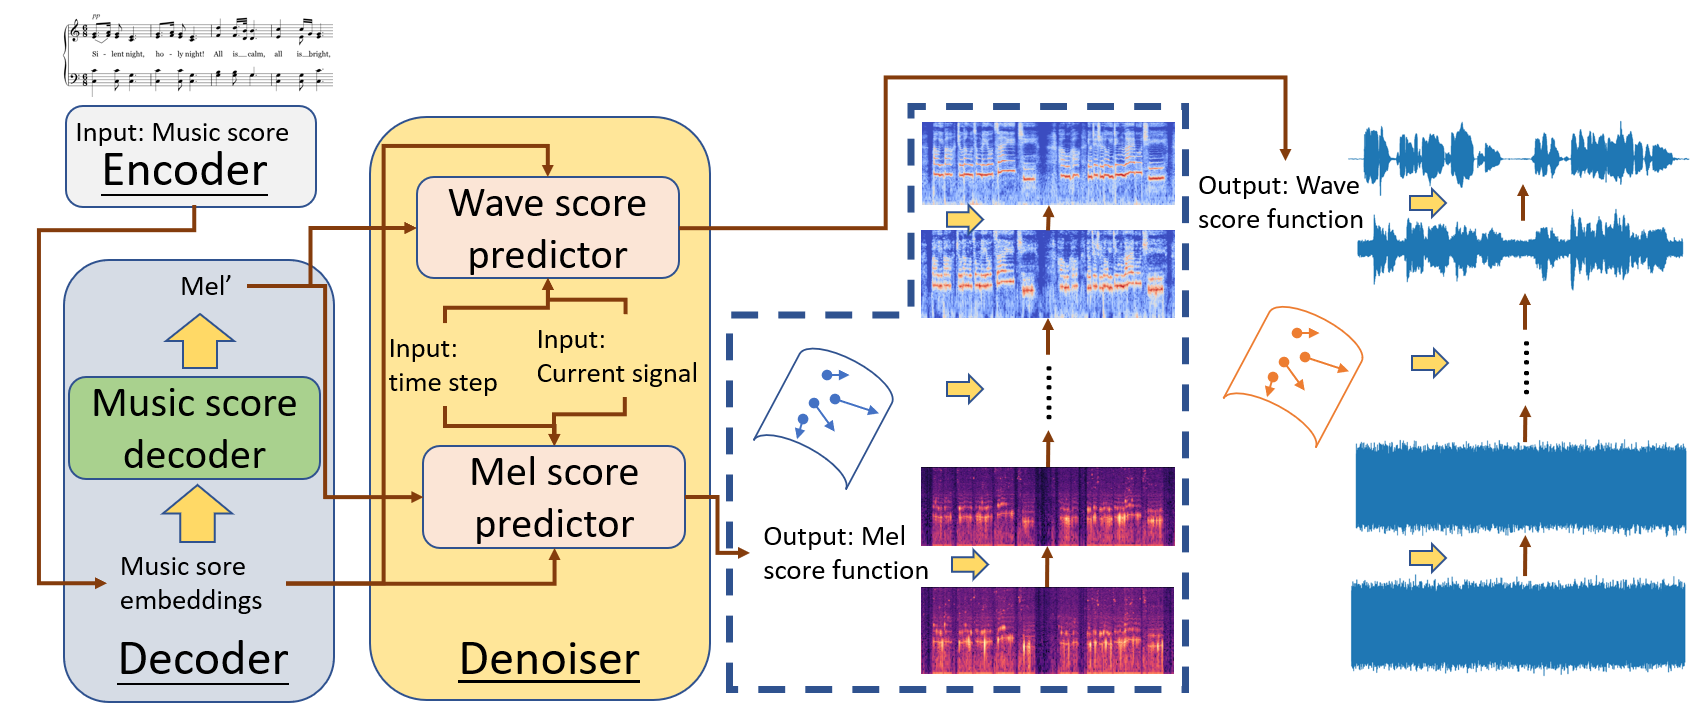 pp
Si - lent night, ho - ly night! All is calm, all is bright,
Input: Music score
Encoder
Mel’
Music score
decoder
Music sore
embeddings
Decoder
Wave score
predictor
Input:
time step
Input:
Current signal
Mel score
predictor
Denoiser
Output: Mel
score function
Output: Wave
score function